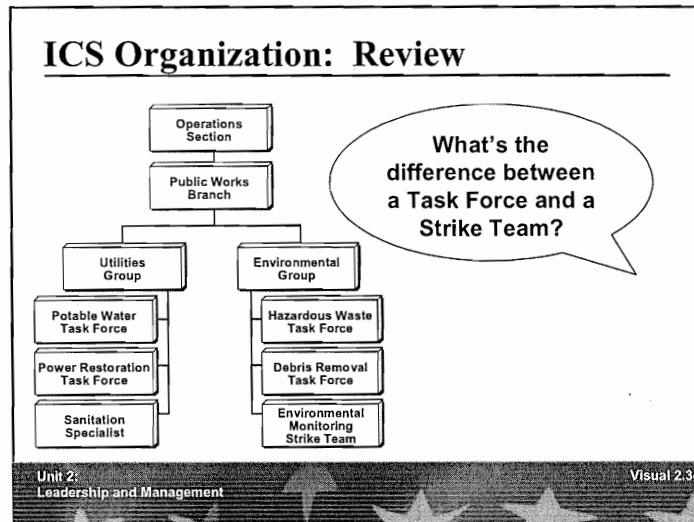 ICS Organization: Review
Operations
Section
Public Works
Branch
What's the
difference between
a Task Force and a
Strike Team?
Utilities
Group
Environmental
Group
Potable Water
Task Force
Hazardous Waste
Task Force
Power Restoration
Task Force
Debris Removal
Task Force
Sanitation
Specialist
Environmental
Monitoring
Strike Team
Unit 2:
Leadership and Management
Visual 2.3